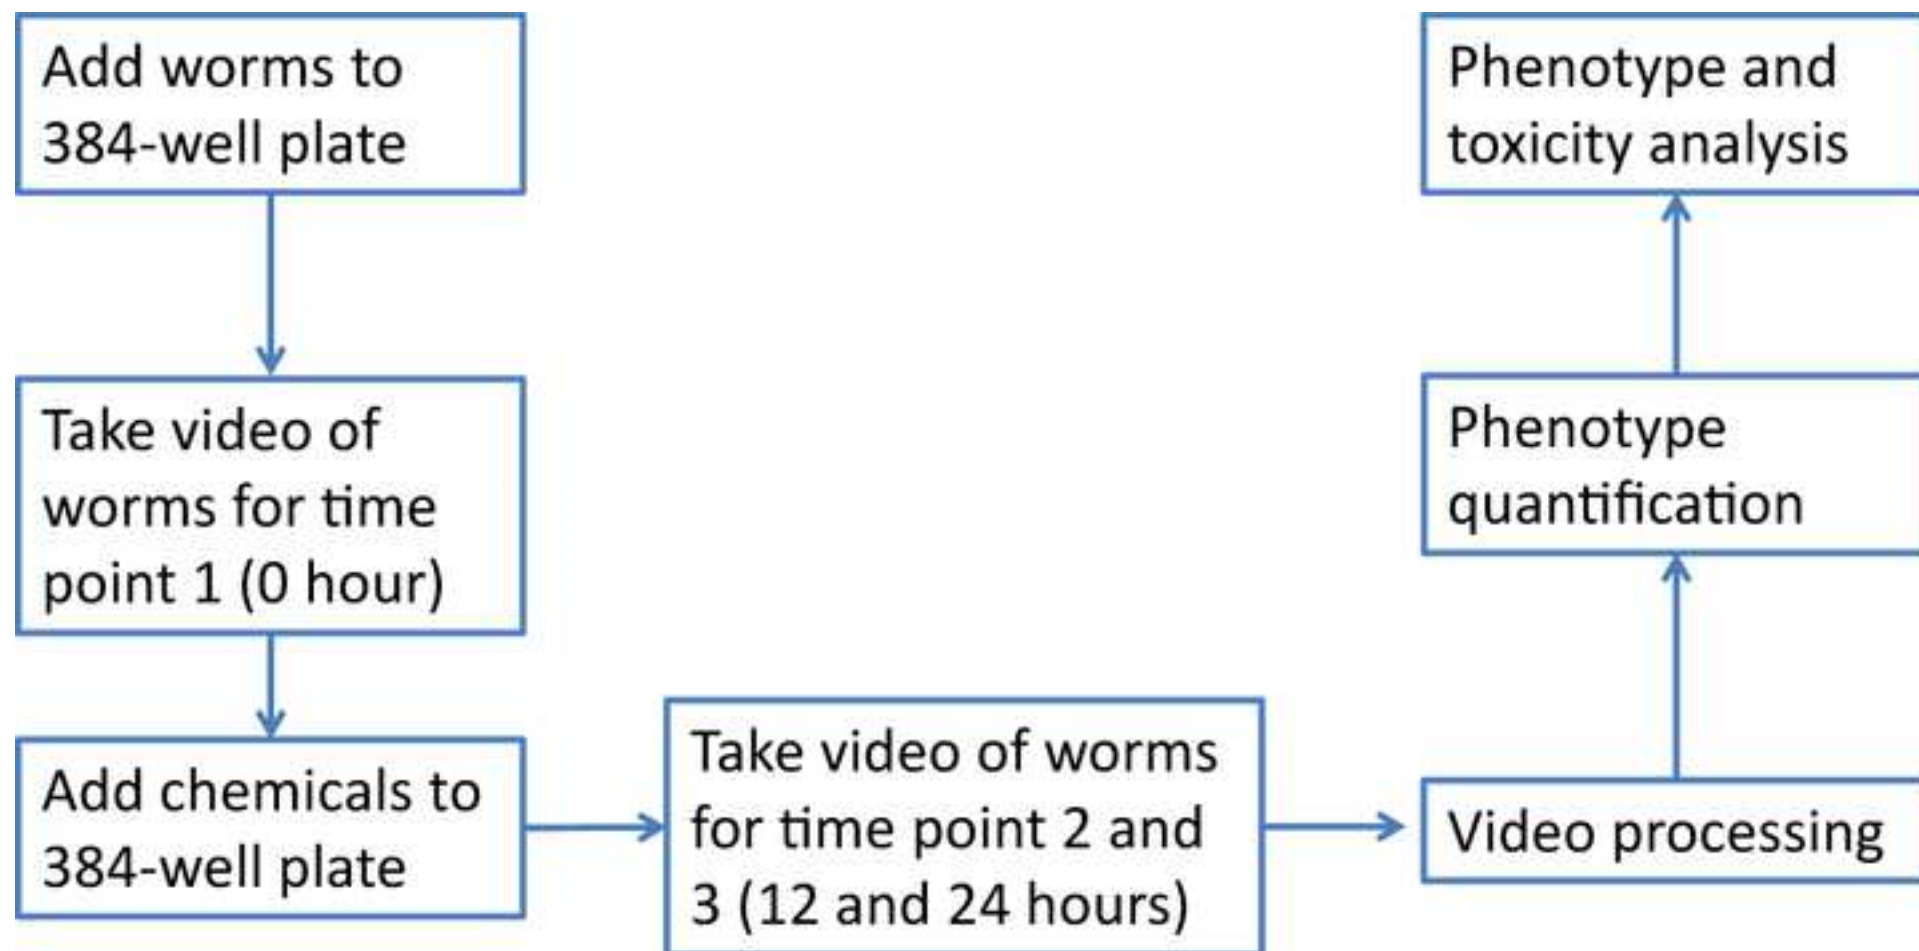 Add worms to
384-well plate
Take video of
worms for time
point 1 (0 hour)
Add chemicals to
384-well plate
Take video of worms
for time point 2 and
3 (12 and 24 hours)
Video processing
Phenotype
quantification
Phenotype and
toxicity analysis